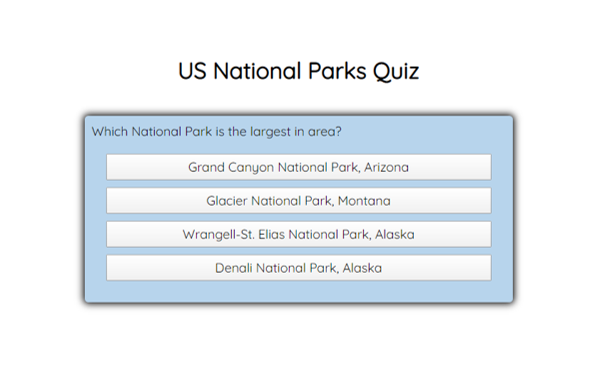 US National Parks Quiz
Which National Park is the largest in area?
Grand Canyon National Park, Arizona
Glacier National Park, Montana
Wrangell-St. Elias National Park, Alaska
Denali National Park, Alaska